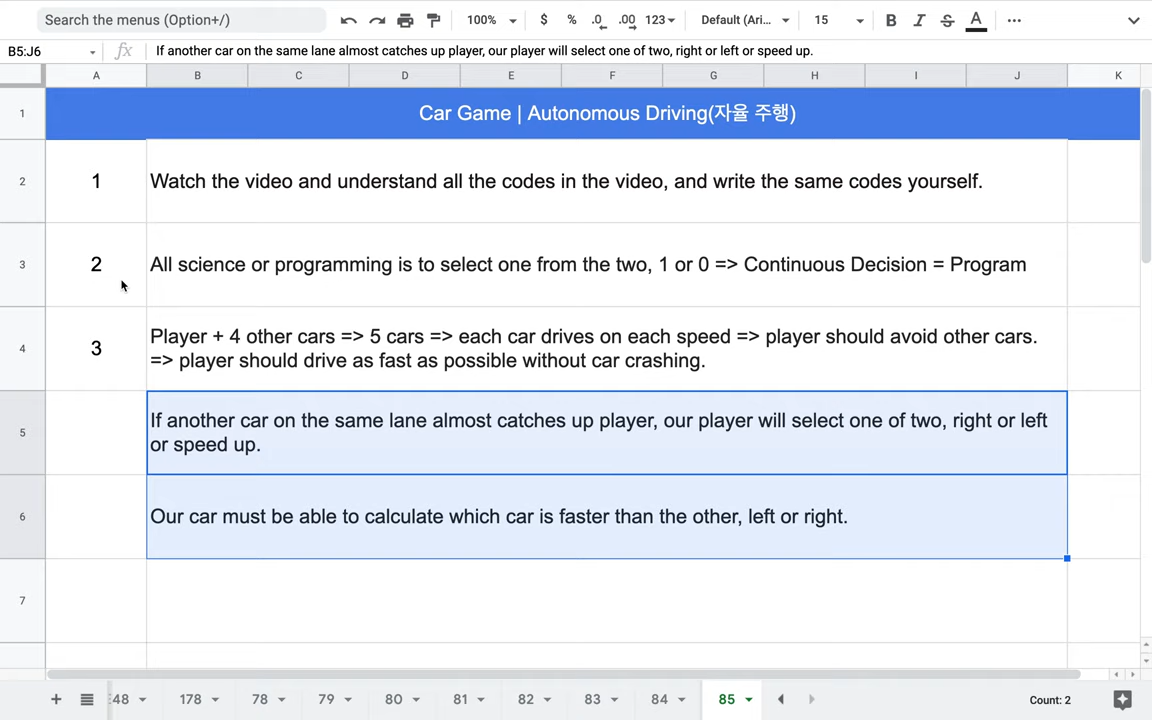 Search the menus (Option+/)
100%
$ % .0 .00 123
Default (Ari...
15
B I S A
B5:J6
fx
If another car on the same lane almost catches up player, our player will select one of two, right or left or speed up.
A B C D E F G H I J K
1
Car Game | Autonomous Driving(자율 주행)
2
1
Watch the video and understand all the codes in the video, and write the same codes yourself.
3
2
All science or programming is to select one from the two, 1 or 0 => Continuous Decision = Program
4
3
Player + 4 other cars => 5 cars => each car drives on each speed => player should avoid other cars.
=> player should drive as fast as possible without car crashing.
5
If another car on the same lane almost catches up player, our player will select one of two, right or left
or speed up.
6
Our car must be able to calculate which car is faster than the other, left or right.
7
48 178 78 79 80 81 82 83 84 85
Count: 2